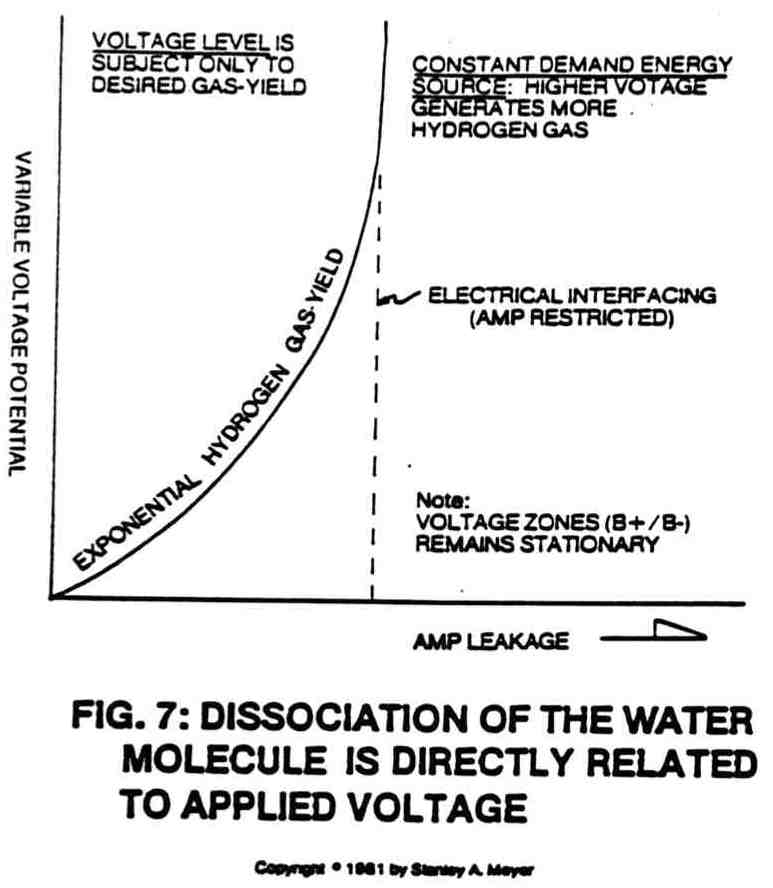 VOLTAGE LEVEL IS
SUBJECT ONLY TO
DESIRED GAS-YIELD
CONSTANT DEMAND ENERGY
SOURCE: HIGHER VOTAGE
GENERATES MORE
HYDROGEN GAS
VARIABLE VOLTAGE POTENTIAL
EXPONENTIAL HYDROGEN GAS-YIELD
ELECTRICAL INTERFACING
(AMP RESTRICTED)
Note:
VOLTAGE ZONES (B+/B-)
REMAINS STATIONARY
AMP LEAKAGE
FIG. 7: DISSOCIATION OF THE WATER
MOLECULE IS DIRECTLY RELATED
TO APPLIED VOLTAGE
Copyright © 1981 by Stanley A. Meyer